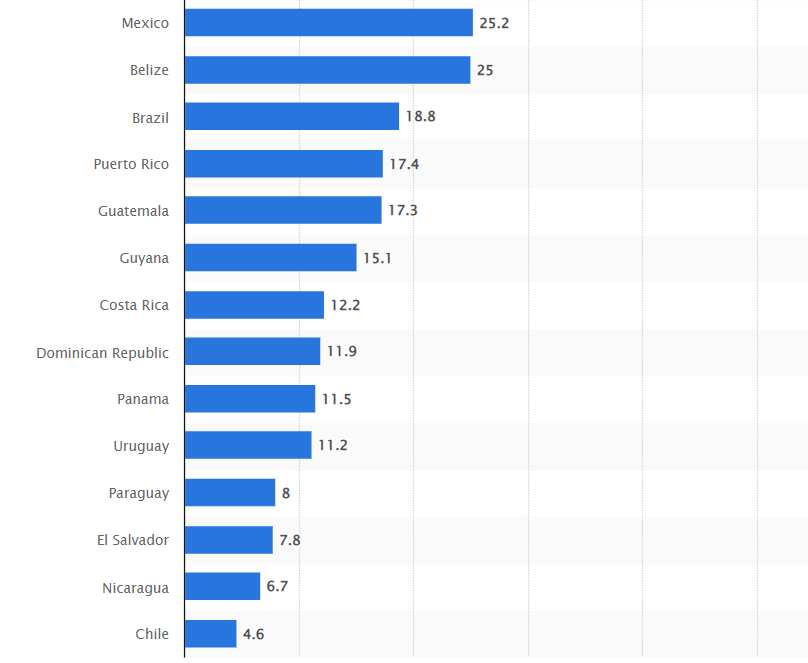 Mexico 25.2
Belize 25
Brazil 18.8
Puerto Rico 17.4
Guatemala 17.3
Guyana 15.1
Costa Rica 12.2
Dominican Republic 11.9
Panama 11.5
Uruguay 11.2
Paraguay 8
El Salvador 7.8
Nicaragua 6.7
Chile 4.6